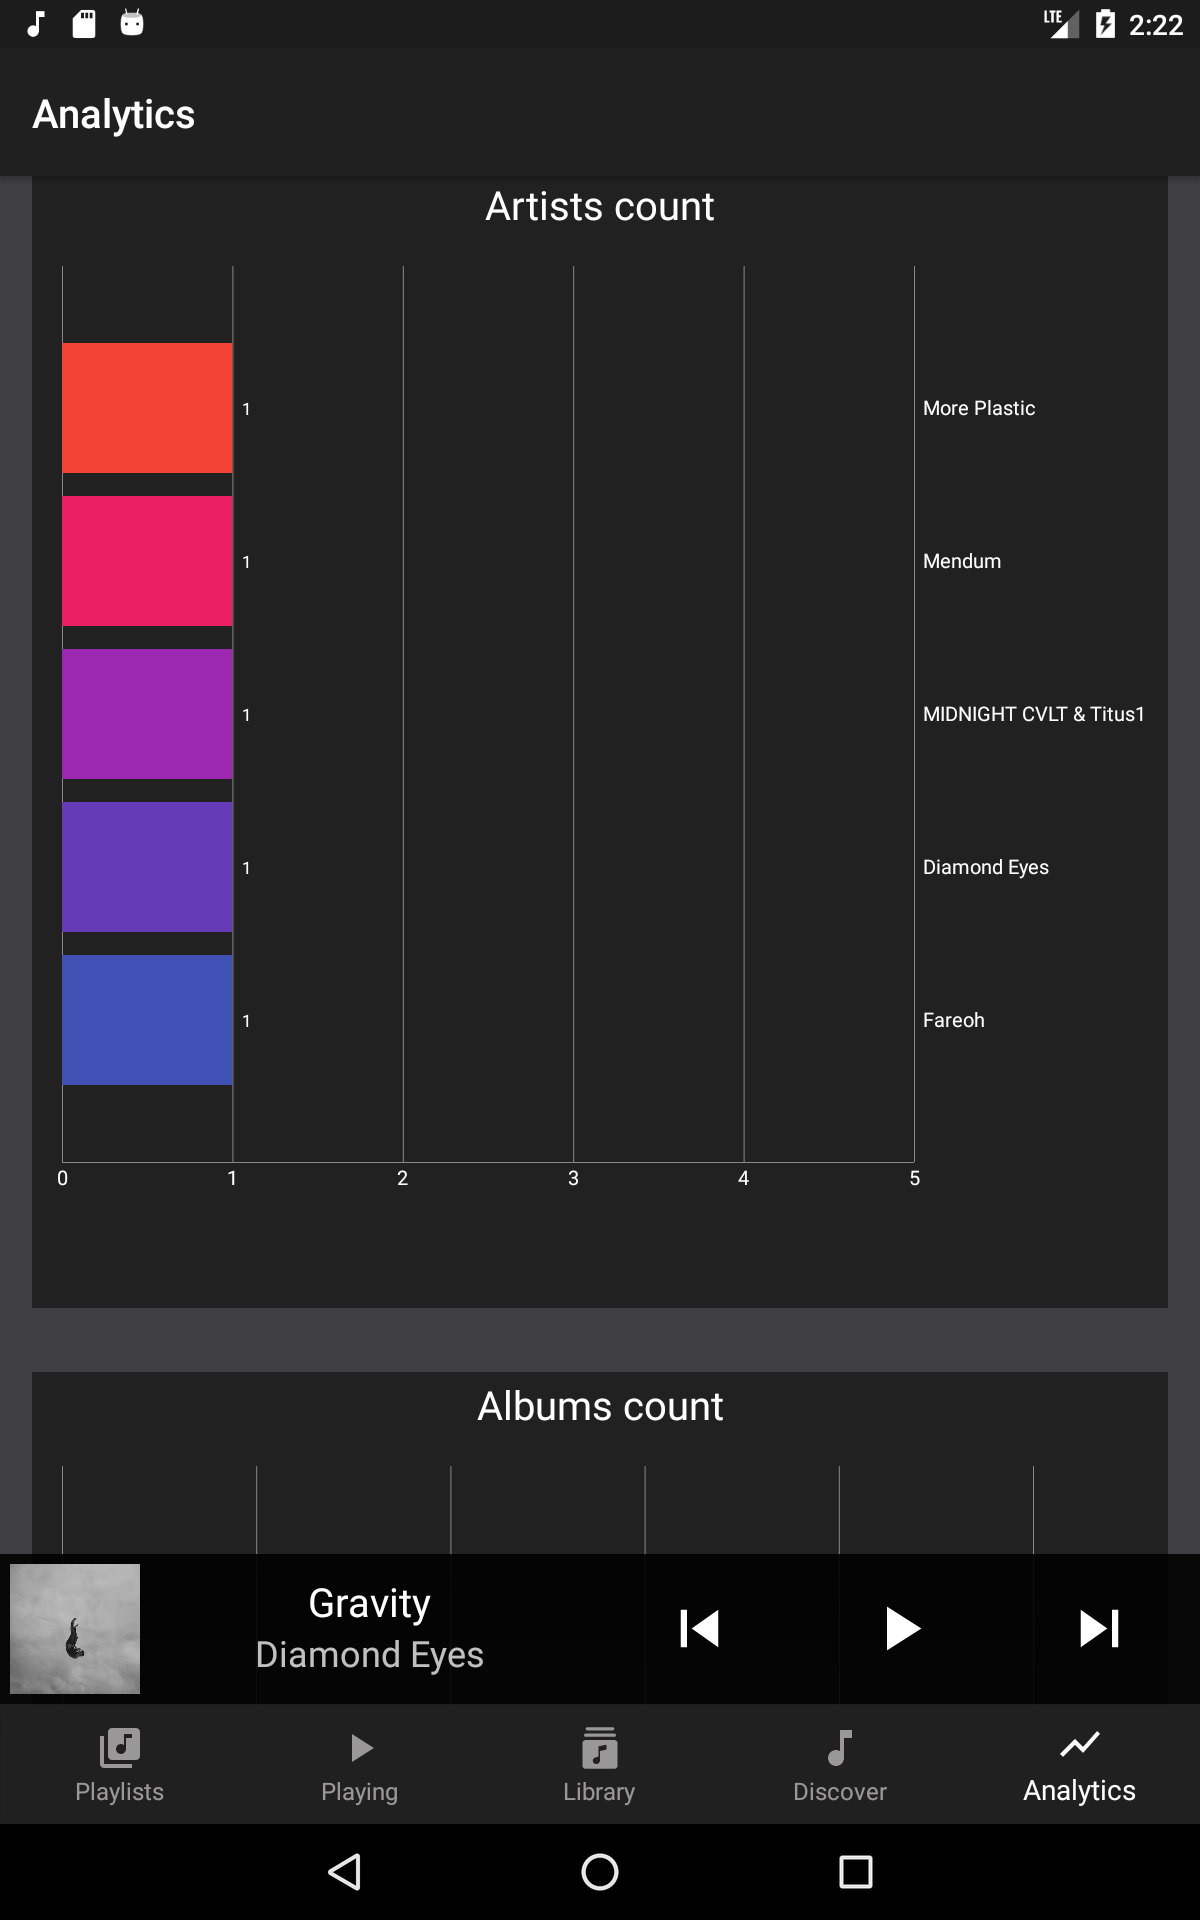 LTE 2:22
Analytics
Artists count
1 More Plastic
1 Mendum
1 MIDNIGHT CVLT & Titus1
1 Diamond Eyes
1 Fareoh
0 1 2 3 4 5
Albums count
Gravity
Diamond Eyes
Playlists Playing Library Discover Analytics